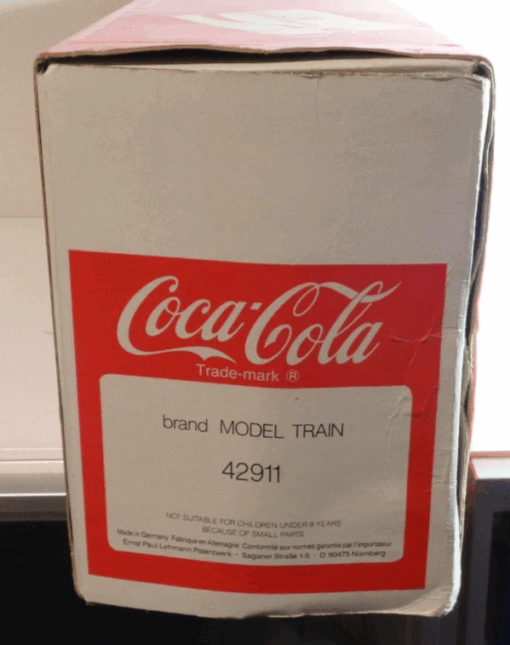 Coca-Cola
Trade-mark ®
brand MODEL TRAIN
42911
NOT SUITABLE FOR CHILDREN UNDER 8 YEARS
BECAUSE OF SMALL PARTS
Made in Germany Fabriqué en Allemagne Conformité aux normes garantie par l'importateur
Ernst Paul Lehmann Patentwerk · Saganer Straße 1-5 · D 90475 Nürnberg